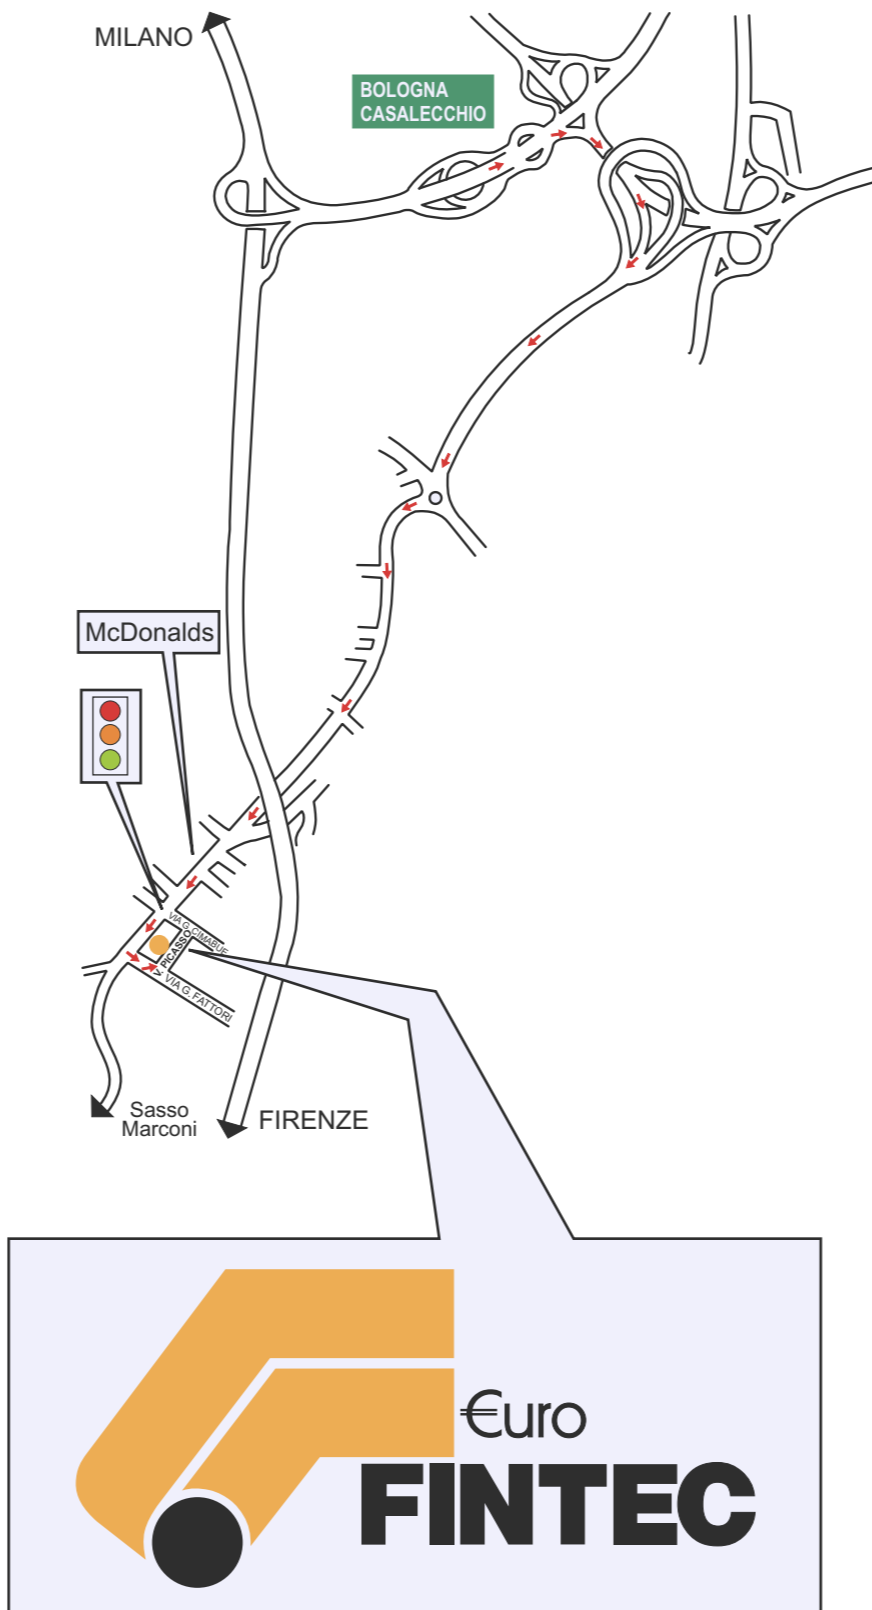 MILANO
BOLOGNA
CASALECCHIO
McDonalds
VIA G. CIMABUE
V. PICASSO
VIA G. FATTORI
Sasso
Marconi
FIRENZE
€uro
FINTEC